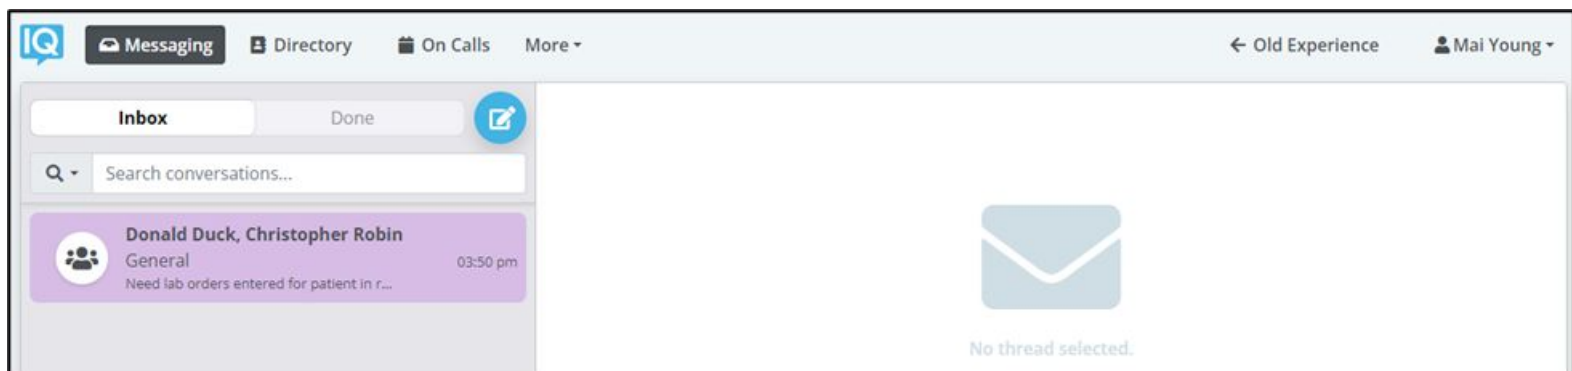 IQ Messaging Directory On Calls More Old Experience Mai Young
Inbox Done
Search conversations...
Donald Duck, Christopher Robin
General 03:50 pm
Need lab orders entered for patient in r...
No thread selected.